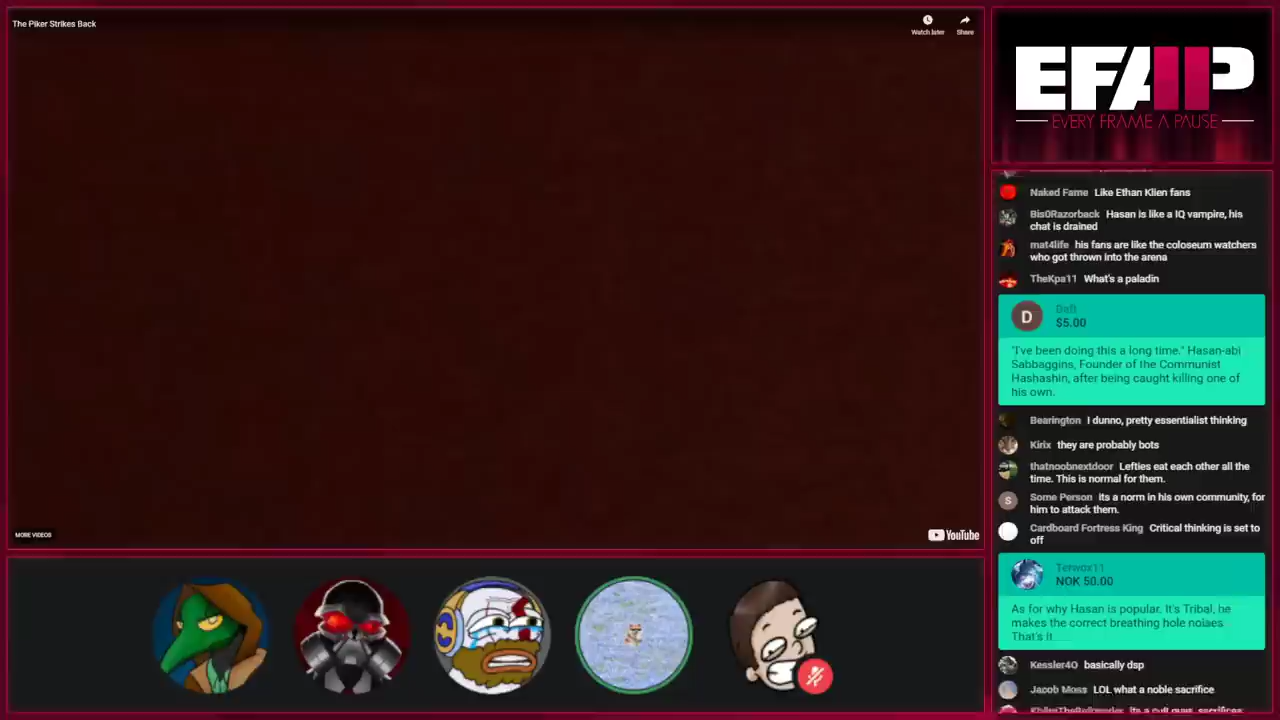 The Piker Strikes Back
Watch later
Share
MORE VIDEOS
YouTube
EFAP
EVERY FRAME A PAUSE
Naked Fame Like Ethan Klien fans
Bis0Razorback Hasan is like a IQ vampire, his
chat is drained
mat4life his fans are like the coloseum watchers
who got thrown into the arena
TheKpa11 What's a paladin
D
Daft
$5.00
"I've been doing this a long time." Hasan-abi
Sabbaggins, Founder of the Communist
Hashashin, after being caught killing one of
his own.
Bearington I dunno, pretty essentialist thinking
Kirix they are probably bots
thatnoobnextdoor Lefties eat each other all the
time. This is normal for them.
S
Some Person its a norm in his own community, for
him to attack them.
Cardboard Fortress King Critical thinking is set to
off
Terwox11
NOK 50.00
As for why Hasan is popular. It's Tribal, he
makes the correct breathing hole noiaes.
That's it
Kessler40 basically dsp
Jacob Moss LOL what a noble sacrifice
its a cult guys, sacrifices